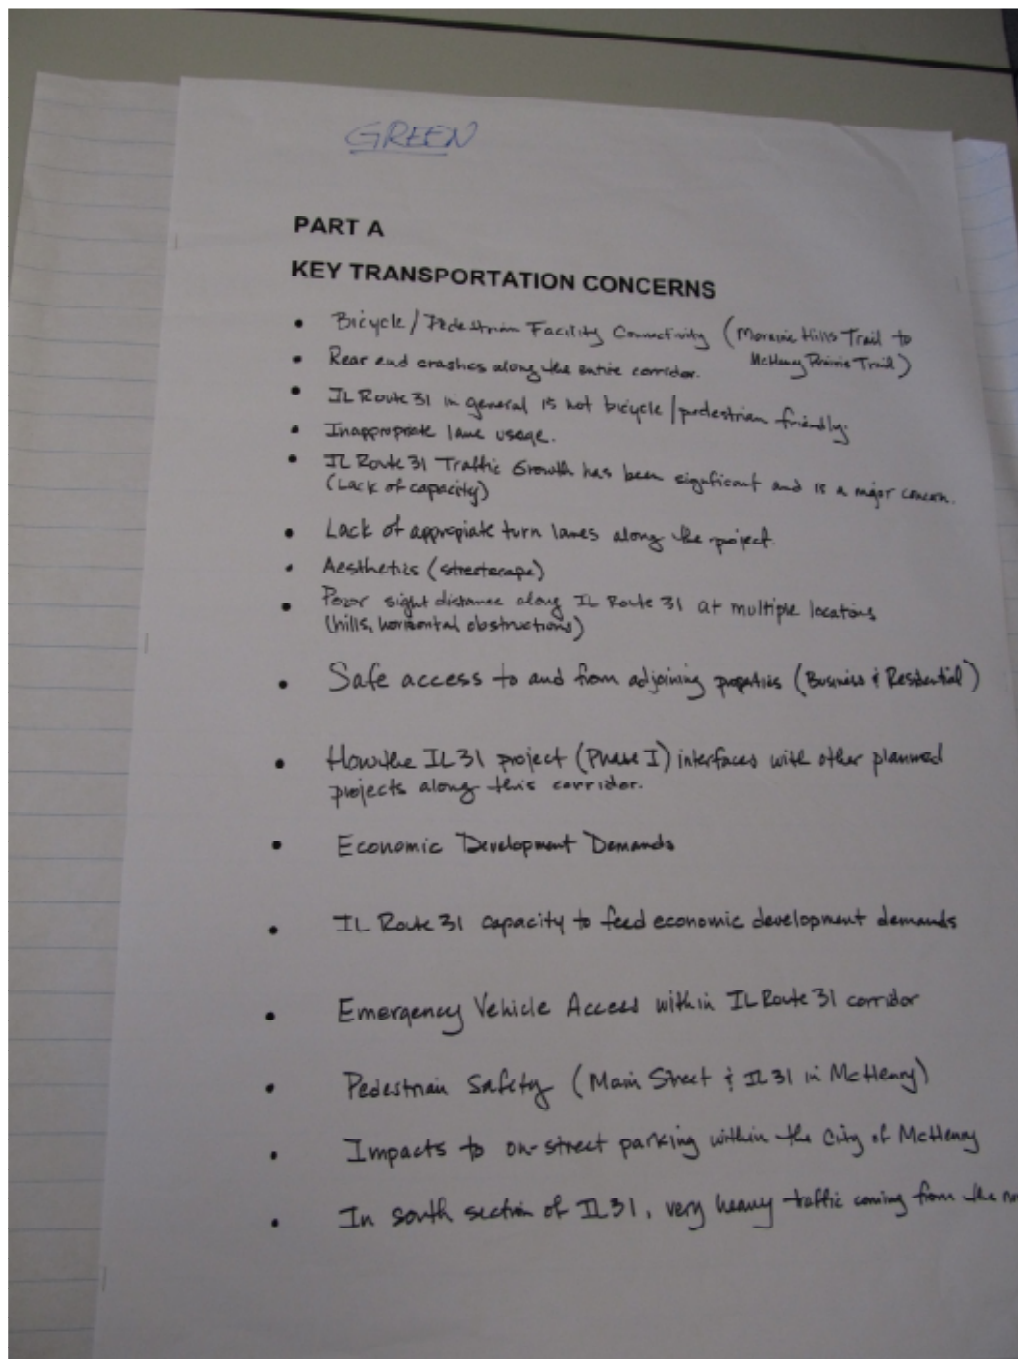 GREEN
PART A
KEY TRANSPORTATION CONCERNS
• Bicycle/Pedestrian Facility Connectivity (Moraine Hills Trail to
McHenry Prairie Trail)
• Rear end crashes along the entire corridor.
• IL Route 31 in general is not bicycle/pedestrian friendly.
• Inappropriate lane usage.
• IL Route 31 Traffic Growth has been significant and is a major concern.
(Lack of capacity)
• Lack of appropiate turn lanes along the project.
• Aesthetics (streetscape)
• Poor sight distance along IL Route 31 at multiple locations
(hills, horizontal obstructions)
• Safe access to and from adjoining properties (Business & Residential)
• How the IL 31 project (Phase I) interfaces with other planned
projects along this corridor.
• Economic Development Demands
• IL Route 31 capacity to feed economic development demands
• Emergency Vehicle Access within IL Route 31 corridor
• Pedestrian Safety (Main Street & IL 31 in McHenry)
• Impacts to on-street parking within the City of McHenry
• In south section of IL 31, very heavy traffic coming from the